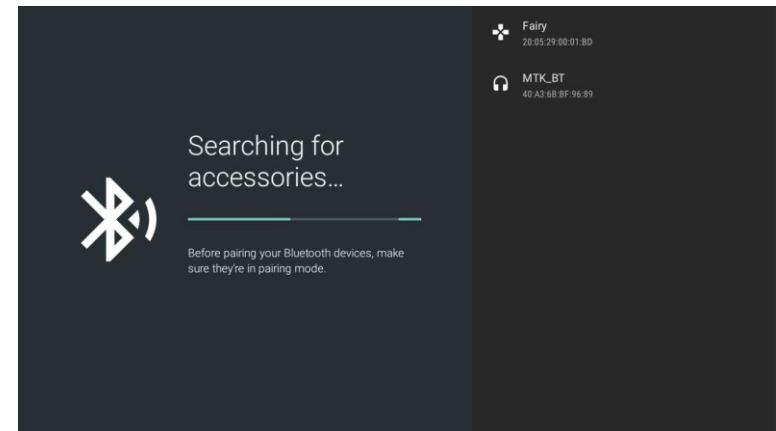 Searching for
accessories...
Before pairing your Bluetooth devices, make
sure they're in pairing mode.
Fairy
20:05:29:00:01:BD
MTK_BT
40:A3:6B:BF:96:89